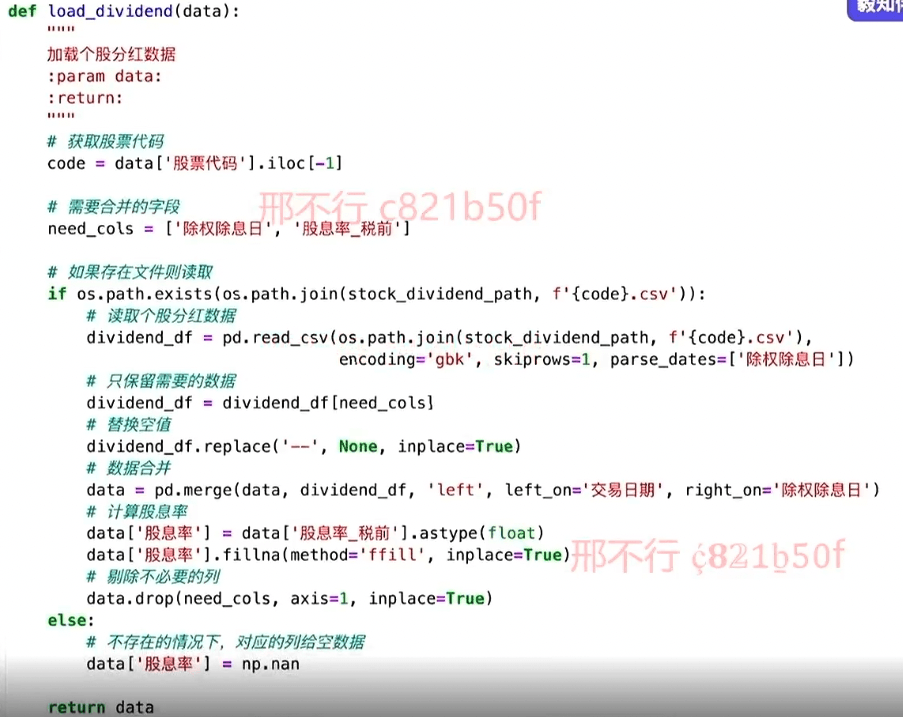 毅知
def load_dividend(data):
    """
    加载个股分红数据
    :param data:
    :return:
    """
    # 获取股票代码
    code = data['股票代码'].iloc[-1]
    # 需要合并的字段
邢不行 c821b50f
    need_cols = ['除权除息日', '股息率_税前']
    # 如果存在文件则读取
    if os.path.exists(os.path.join(stock_dividend_path, f'{code}.csv')):
        # 读取个股分红数据
        dividend_df = pd.read_csv(os.path.join(stock_dividend_path, f'{code}.csv'),
                                  encoding='gbk', skiprows=1, parse_dates=['除权除息日'])
        # 只保留需要的数据
        dividend_df = dividend_df[need_cols]
        # 替换空值
        dividend_df.replace('--', None, inplace=True)
        # 数据合并
        data = pd.merge(data, dividend_df, 'left', left_on='交易日期', right_on='除权除息日')
        # 计算股息率
        data['股息率'] = data['股息率_税前'].astype(float)
        data['股息率'].fillna(method='ffill', inplace=True)
邢不行 c821b50f
        # 剔除不必要的列
        data.drop(need_cols, axis=1, inplace=True)
    else:
        # 不存在的情况下，对应的列给空数据
        data['股息率'] = np.nan
    return data